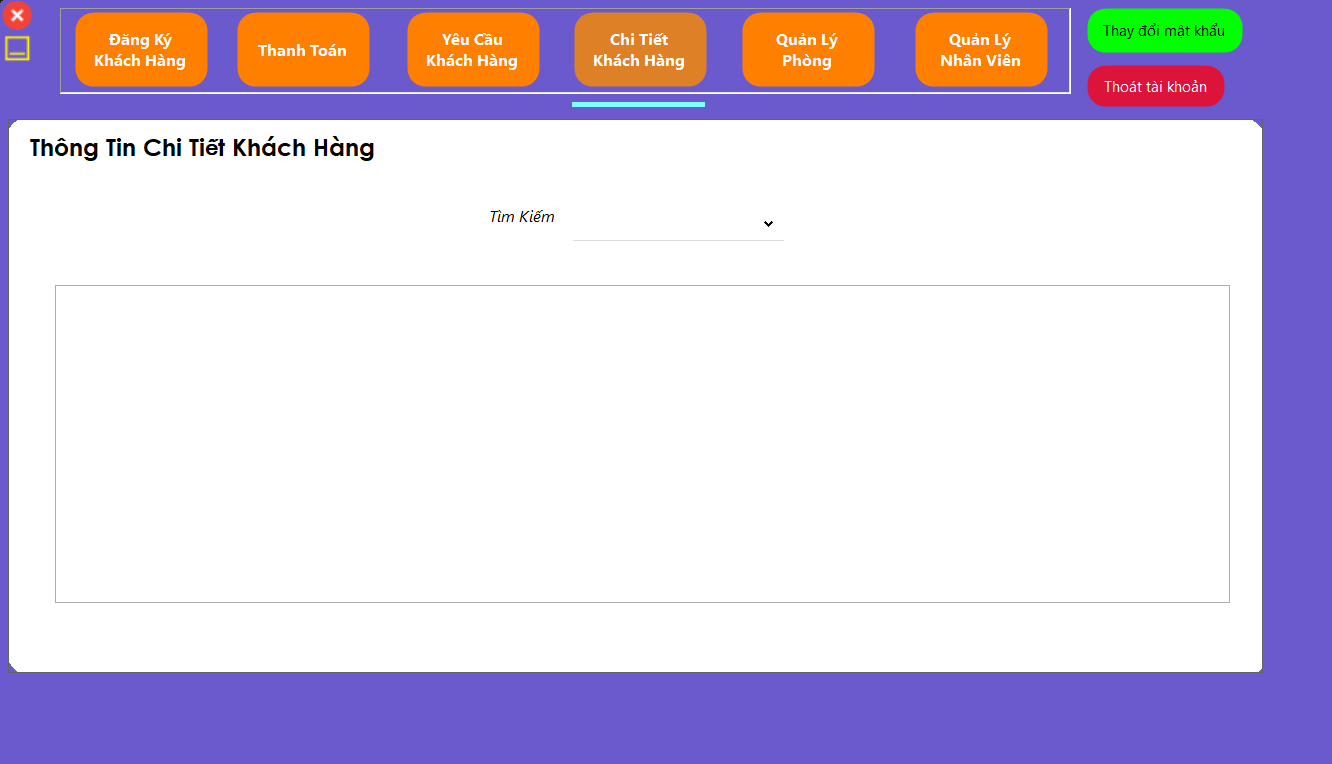 Đăng Ký
Khách Hàng
Thanh Toán
Yêu Cầu
Khách Hàng
Chi Tiết
Khách Hàng
Quản Lý
Phòng
Quản Lý
Nhân Viên
Thay đổi mật khẩu
Thoát tài khoản
Thông Tin Chi Tiết Khách Hàng
Tìm Kiếm